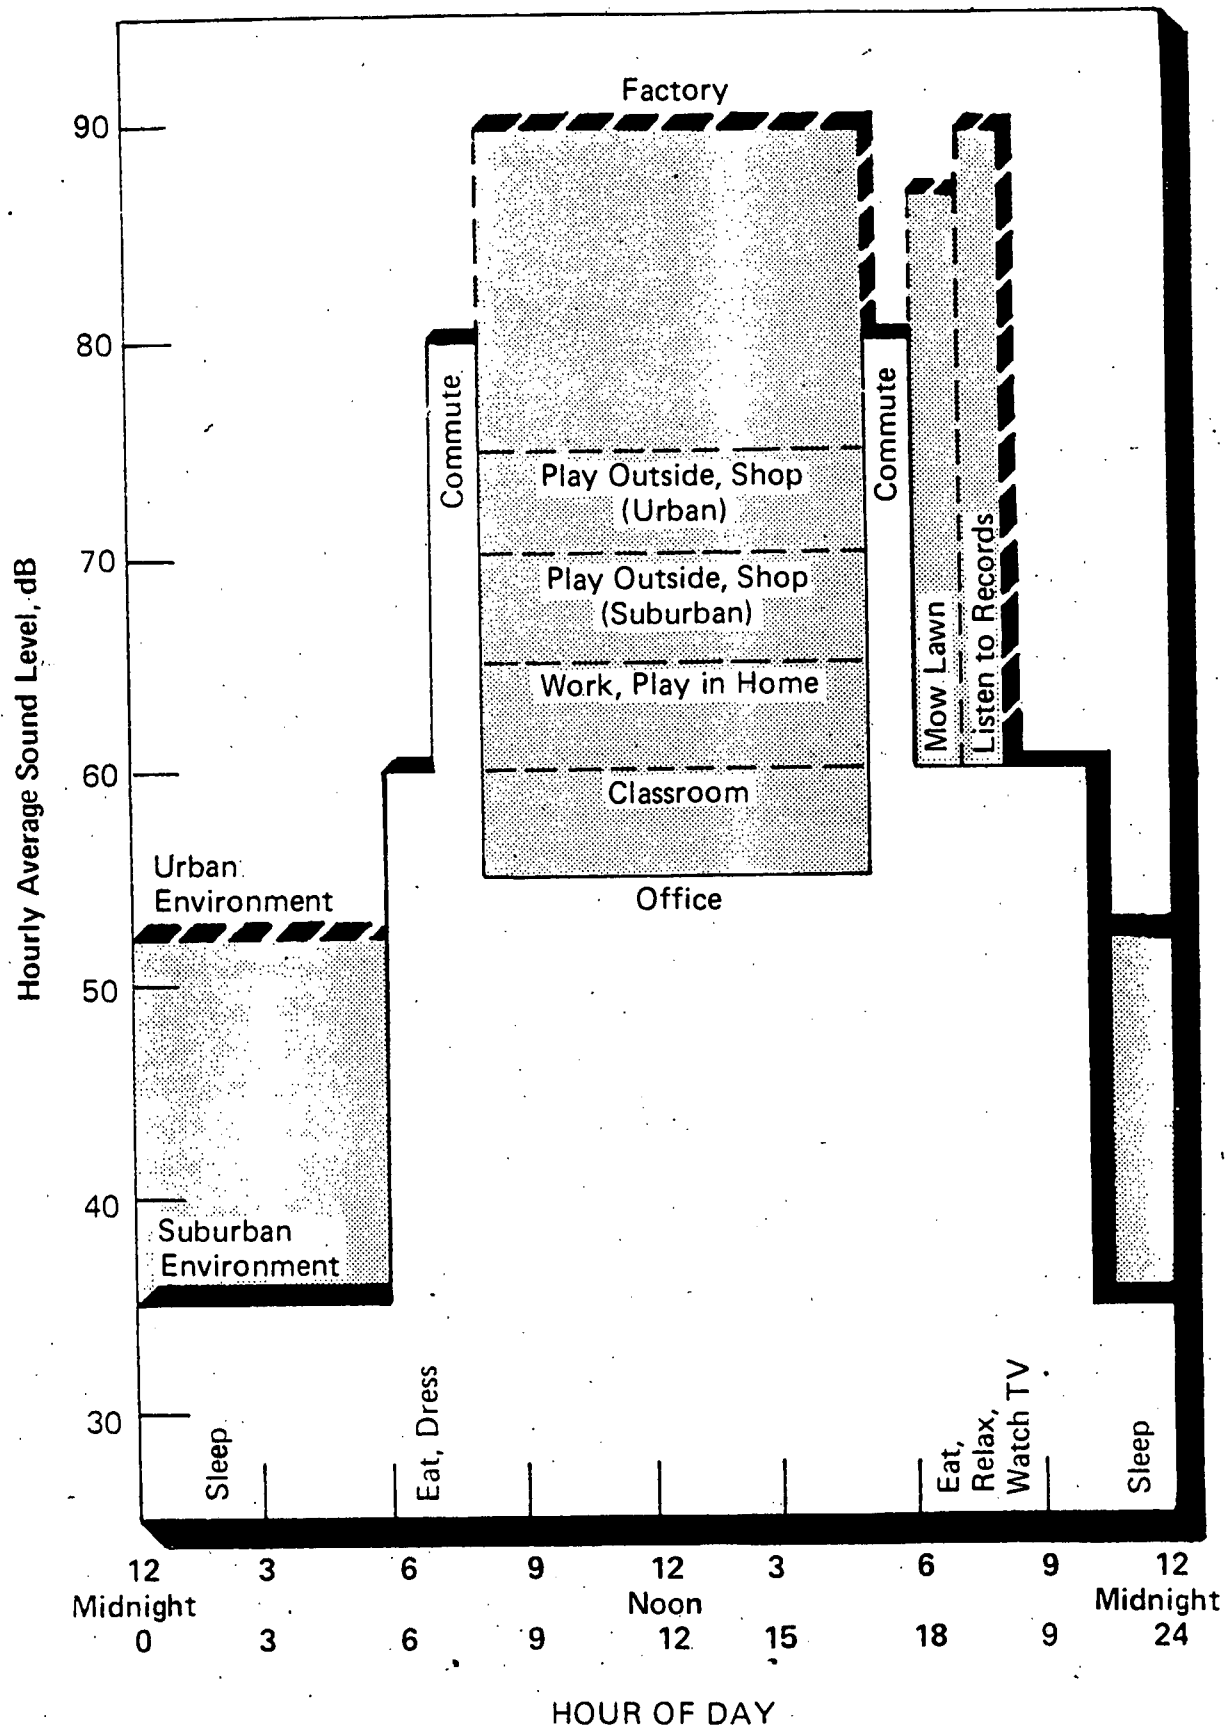 Factory
90
80
Commute
Play Outside, Shop
(Urban)
Commute
70
Play Outside, Shop
(Suburban)
Work, Play in Home
Mow Lawn
Listen to Records
60
Classroom
Office
Urban
Environment
50
40
Suburban
Environment
30
Hourly Average Sound Level, dB
Sleep
Eat, Dress
Eat,
Relax,
Watch TV
Sleep
12 3 6 9 12 3 6 9 12
Midnight Noon Midnight
0 3 6 9 12 15 18 9 24
HOUR OF DAY